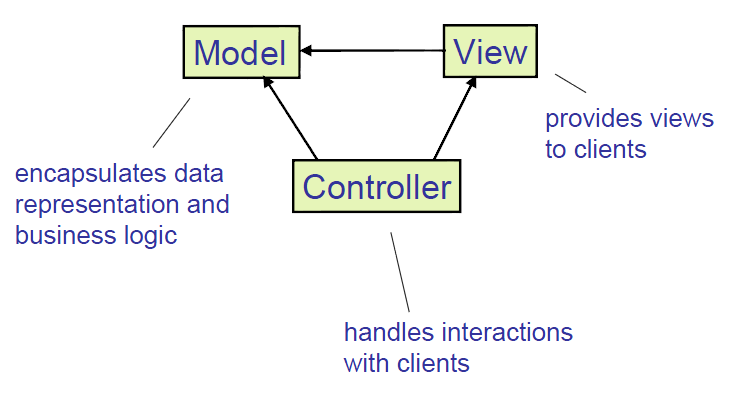 Model
View
provides views
to clients
encapsulates data
representation and
business logic
Controller
handles interactions
with clients